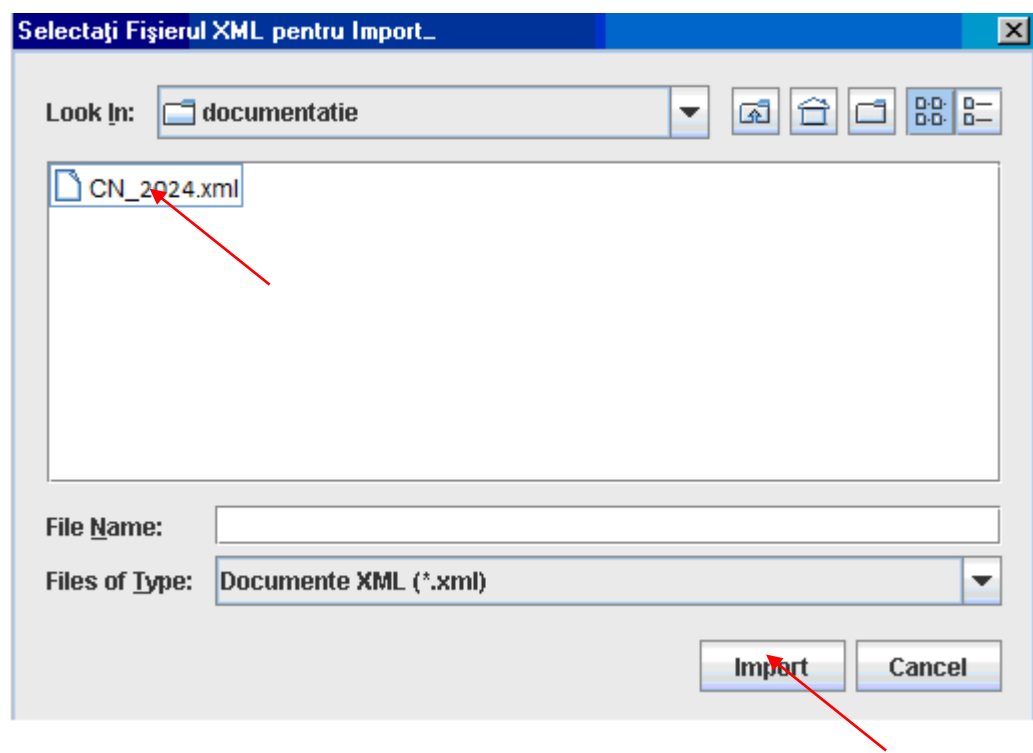 Selectaţi Fişierul XML pentru Import...
Look In: documentatie
CN_2024.xml
File Name:
Files of Type: Documente XML (*.xml)
Import Cancel